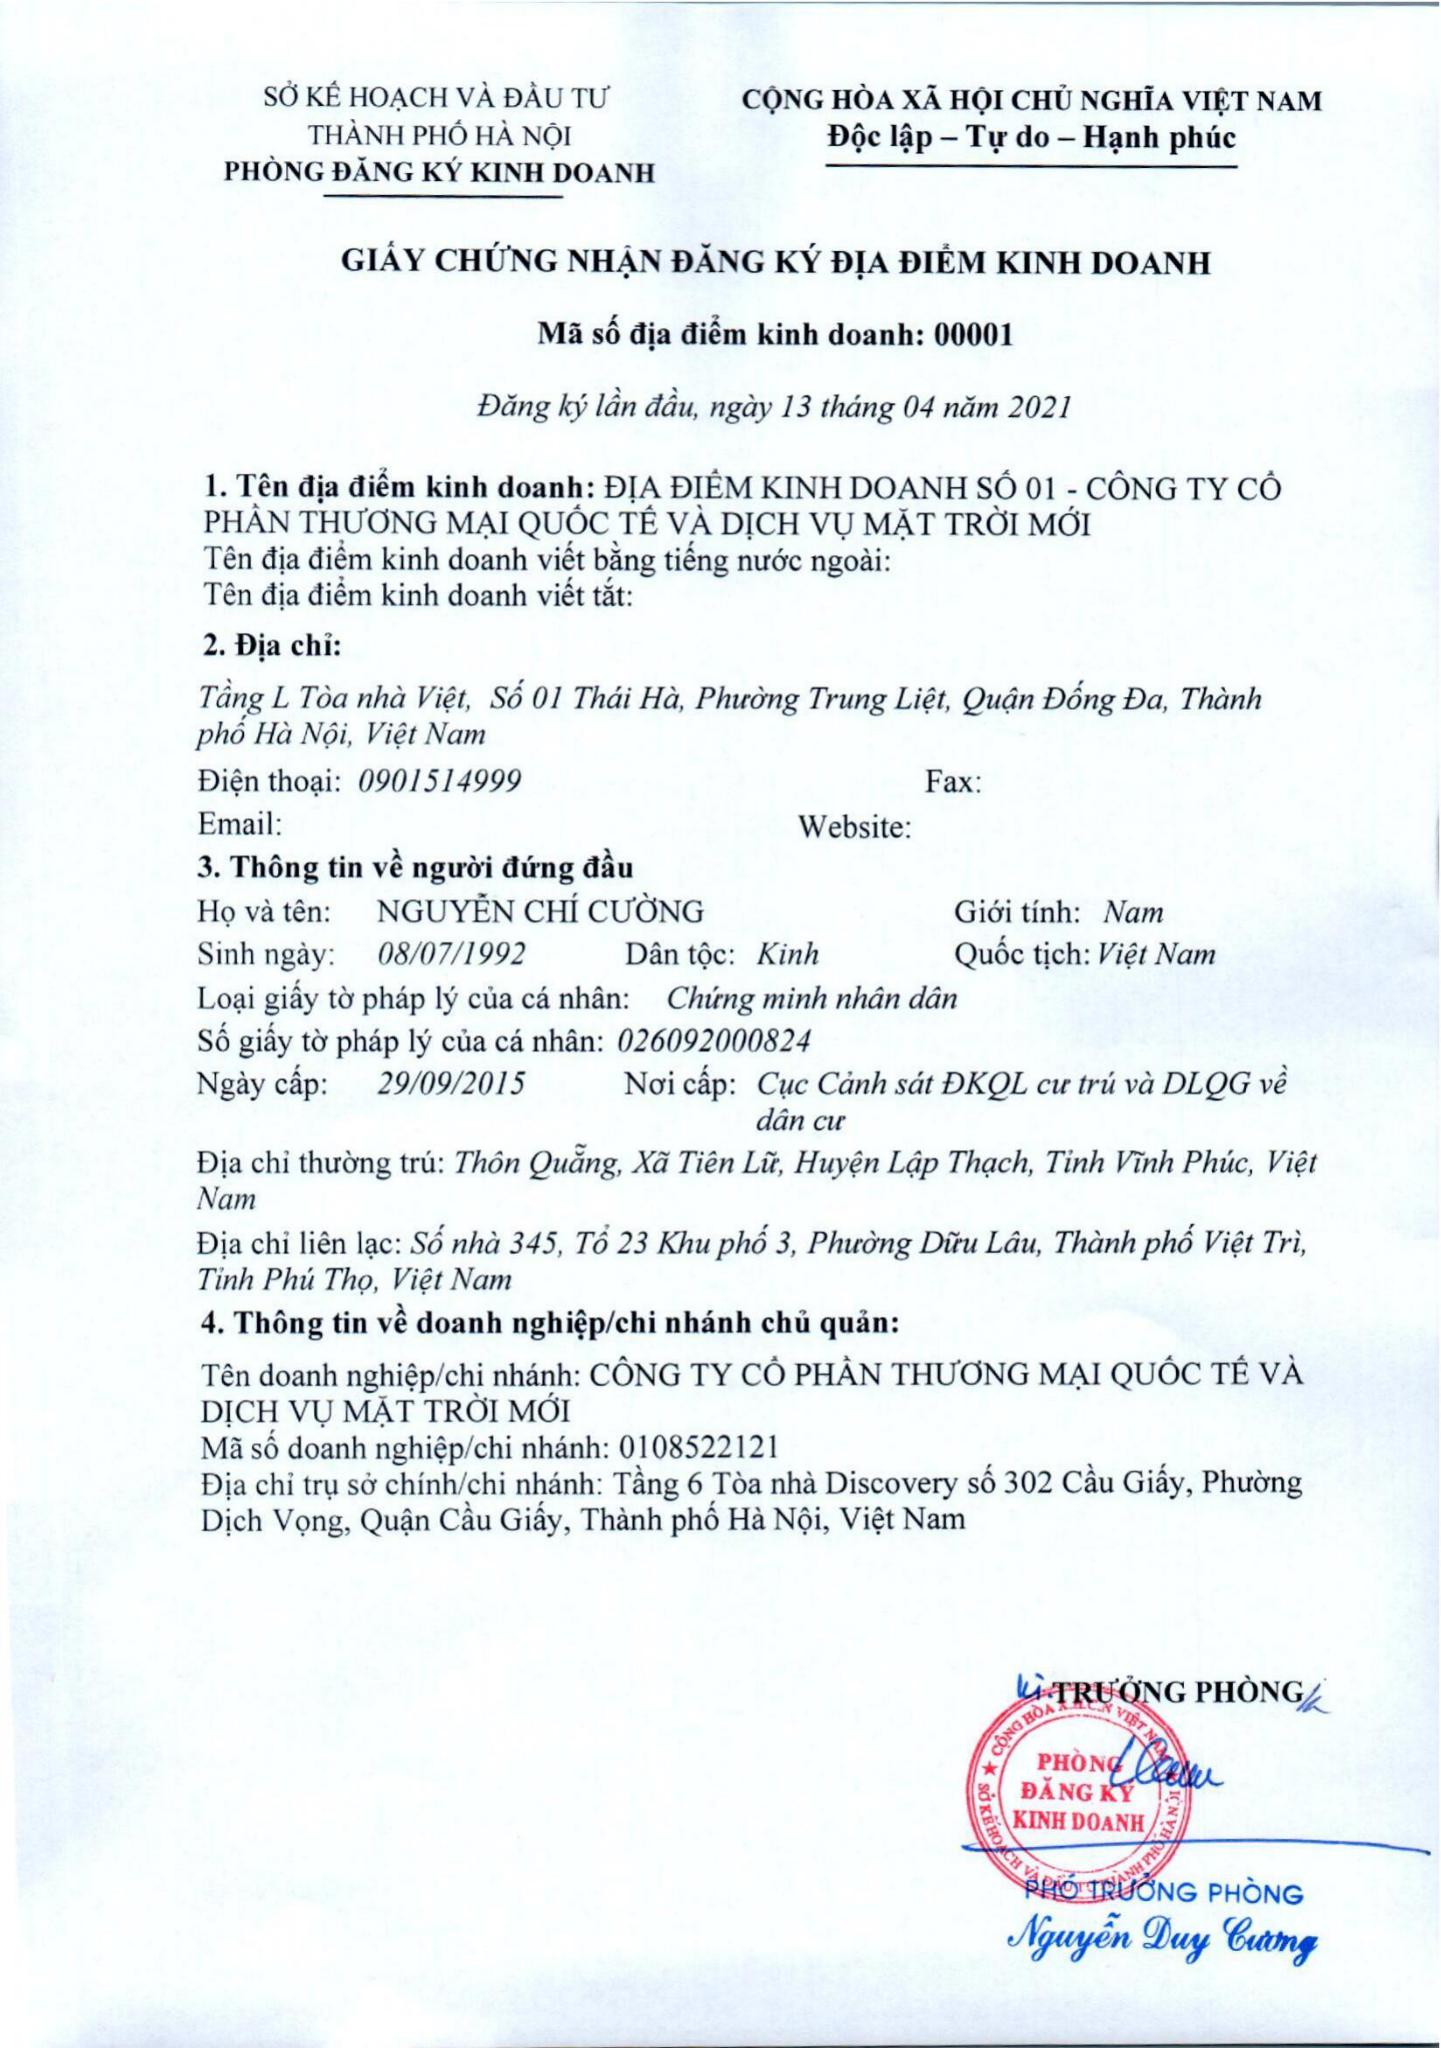 SỞ KẾ HOẠCH VÀ ĐẦU TƯ
THÀNH PHỐ HÀ NỘI
PHÒNG ĐĂNG KÝ KINH DOANH
CỘNG HÒA XÃ HỘI CHỦ NGHĨA VIỆT NAM
Độc lập – Tự do – Hạnh phúc
GIẤY CHỨNG NHẬN ĐĂNG KÝ ĐỊA ĐIỂM KINH DOANH
Mã số địa điểm kinh doanh: 00001
Đăng ký lần đầu, ngày 13 tháng 04 năm 2021
1. Tên địa điểm kinh doanh: ĐỊA ĐIỂM KINH DOANH SỐ 01 - CÔNG TY CỔ
PHẦN THƯƠNG MẠI QUỐC TẾ VÀ DỊCH VỤ MẶT TRỜI MỚI
Tên địa điểm kinh doanh viết bằng tiếng nước ngoài:
Tên địa điểm kinh doanh viết tắt:
2. Địa chỉ:
Tầng L Tòa nhà Việt, Số 01 Thái Hà, Phường Trung Liệt, Quận Đống Đa, Thành
phố Hà Nội, Việt Nam
Điện thoại: 0901514999 Fax:
Email: Website:
3. Thông tin về người đứng đầu
Họ và tên: NGUYỄN CHÍ CƯỜNG Giới tính: Nam
Sinh ngày: 08/07/1992 Dân tộc: Kinh Quốc tịch: Việt Nam
Loại giấy tờ pháp lý của cá nhân: Chứng minh nhân dân
Số giấy tờ pháp lý của cá nhân: 026092000824
Ngày cấp: 29/09/2015 Nơi cấp: Cục Cảnh sát ĐKQL cư trú và DLQG về
dân cư
Địa chỉ thường trú: Thôn Quẵng, Xã Tiên Lữ, Huyện Lập Thạch, Tỉnh Vĩnh Phúc, Việt
Nam
Địa chỉ liên lạc: Số nhà 345, Tổ 23 Khu phố 3, Phường Dữu Lâu, Thành phố Việt Trì,
Tỉnh Phú Thọ, Việt Nam
4. Thông tin về doanh nghiệp/chi nhánh chủ quản:
Tên doanh nghiệp/chi nhánh: CÔNG TY CỔ PHẦN THƯƠNG MẠI QUỐC TẾ VÀ
DỊCH VỤ MẶT TRỜI MỚI
Mã số doanh nghiệp/chi nhánh: 0108522121
Địa chỉ trụ sở chính/chi nhánh: Tầng 6 Tòa nhà Discovery số 302 Cầu Giấy, Phường
Dịch Vọng, Quận Cầu Giấy, Thành phố Hà Nội, Việt Nam
TRƯỞNG PHÒNG
CỘNG HÒA X.H.C.N VIỆT NAM
PHÒNG
ĐĂNG KÝ
KINH DOANH
SỞ KẾ HOẠCH VÀ ĐẦU TƯ THÀNH PHỐ HÀ NỘI
PHÓ TRƯỞNG PHÒNG
Nguyễn Duy Cương